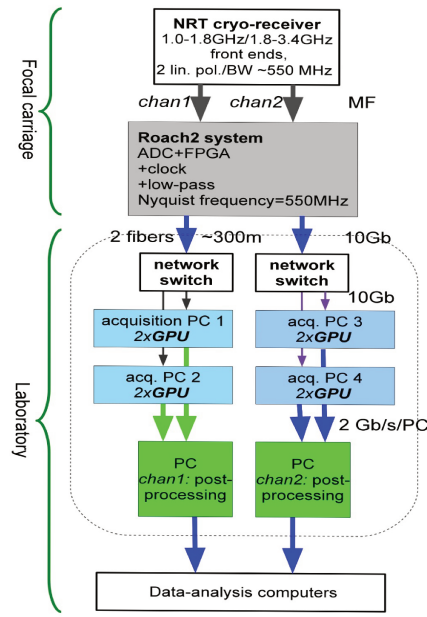 NRT cryo-receiver
1.0-1.8GHz/1.8-3.4GHz
front ends,
2 lin. pol./BW ~550 MHz
chan1 chan2 MF
Focal carriage
Roach2 system
ADC+FPGA
+clock
+low-pass
Nyquist frequency=550MHz
2 fibers ~300m 10Gb
network
switch
network
switch
10Gb
acquisition PC 1
2xGPU
acq. PC 3
2xGPU
acq. PC 2
2xGPU
acq. PC 4
2xGPU
Laboratory
2 Gb/s/PC
PC
chan1: post-
processing
PC
chan2: post-
processing
Data-analysis computers